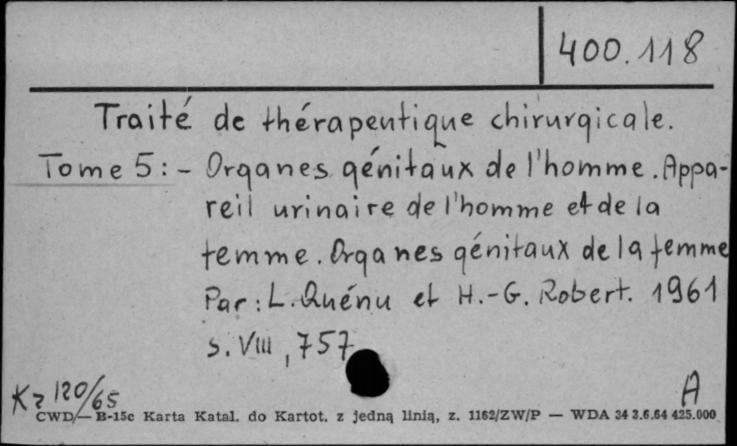 400.118
Traité de thérapeutique chirurgicale.
Tome 5: - Organes génitaux de l'homme. Appa-
reil urinaire de l'homme et de la
femme. Organes génitaux de la femme
Par: L. Quénu et H.-G. Robert. 1961
s. VIII, 757
Kz 120/65
A
CWD — B-15c Karta Katal. do Kartot. z jedną linią, z. 1162/ZW/P — WDA 34 3.6.64 425.000